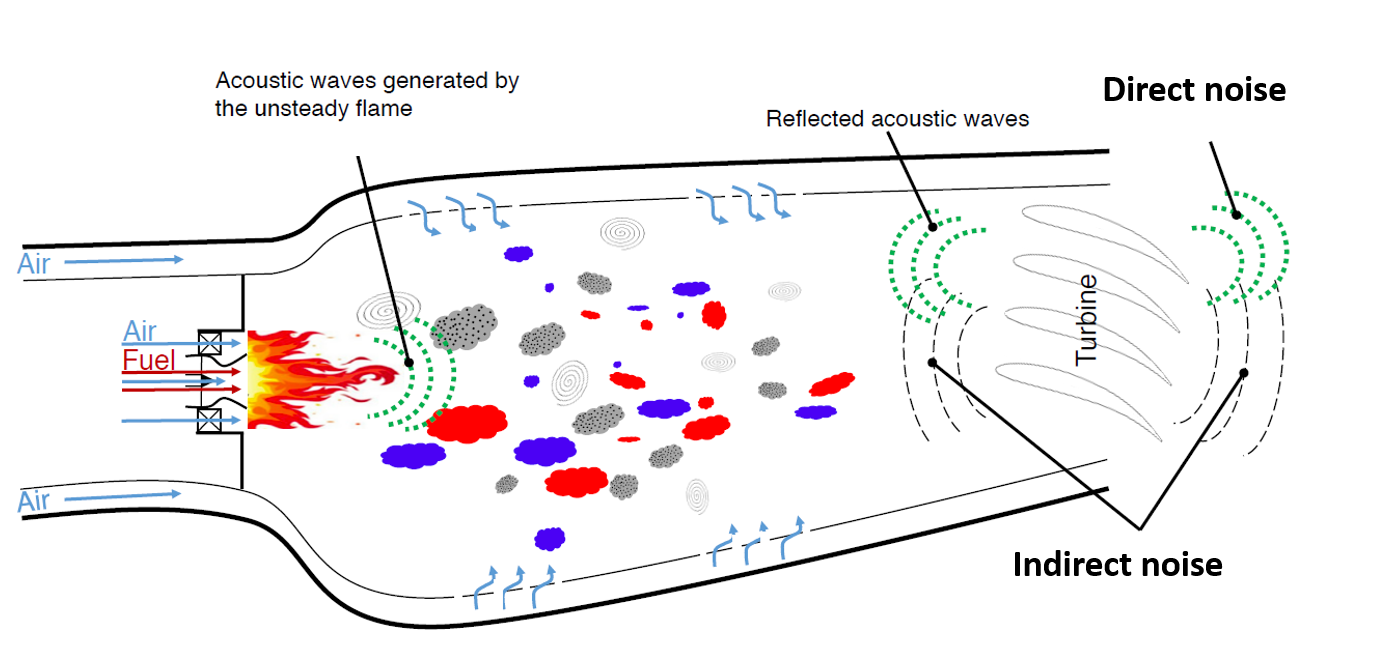 Acoustic waves generated by
the unsteady flame
Reflected acoustic waves
Direct noise
Air
Air
Fuel
Air
Turbine
Indirect noise